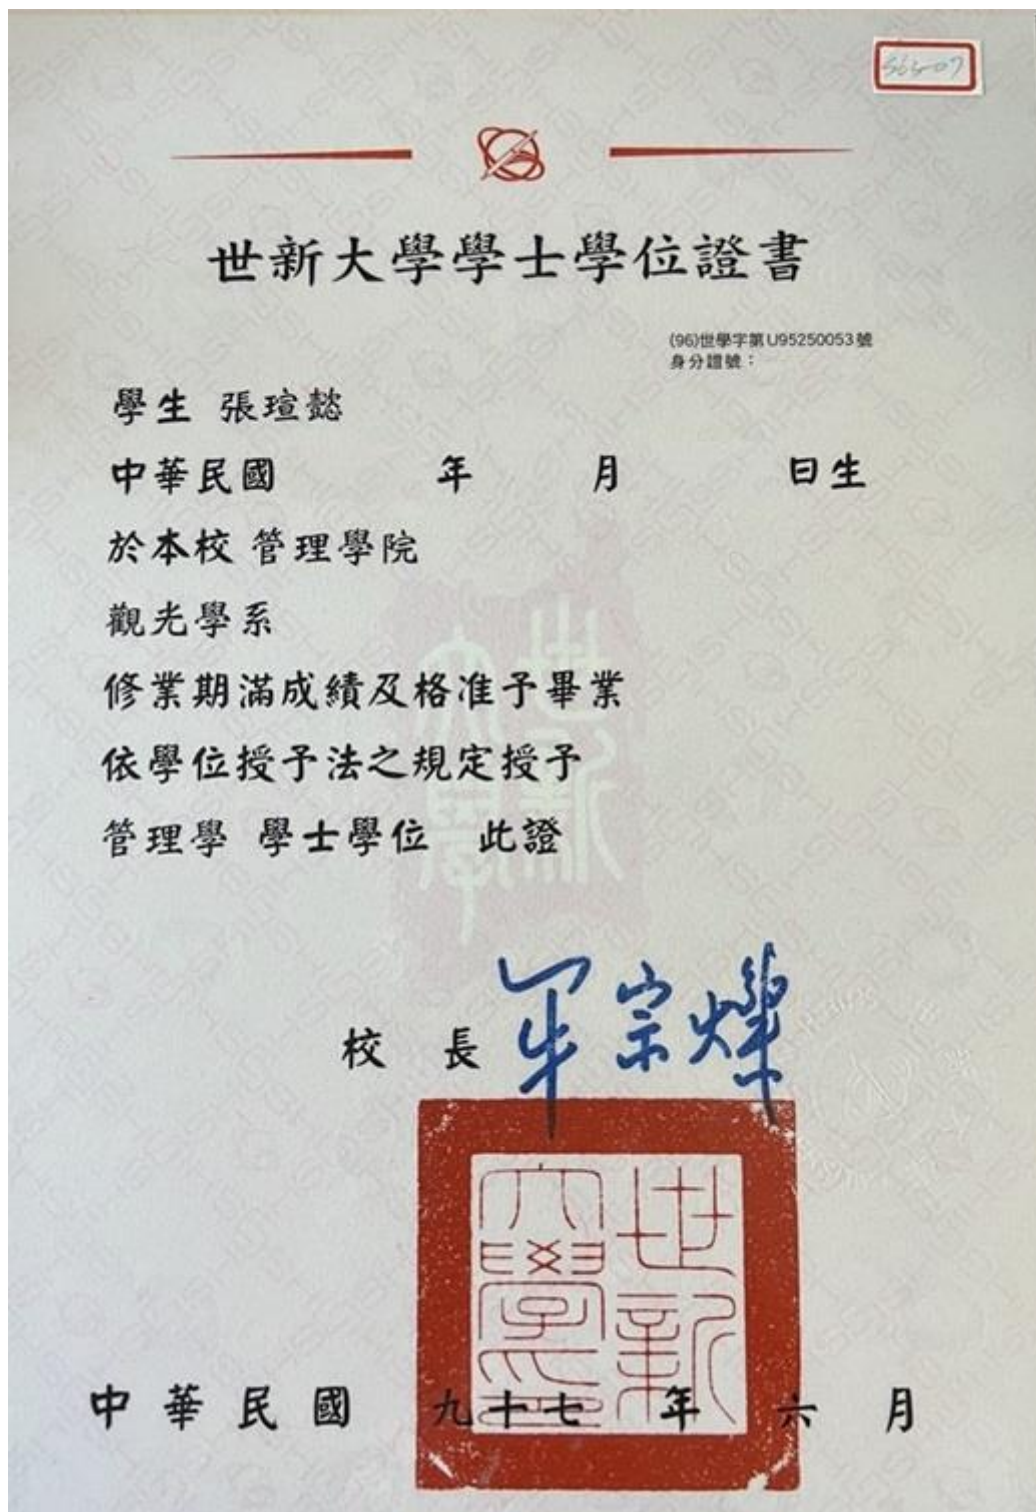 世新大學學士學位證書
(96)世學字第U95250053號
身分證號：
學生 張瑄懿
中華民國 年 月 日生
於本校 管理學院
觀光學系
修業期滿成績及格准予畢業
依學位授予法之規定授予
管理學 學士學位 此證
校長 牟宗燦
世新大學印
中華民國 九十七 年 六 月